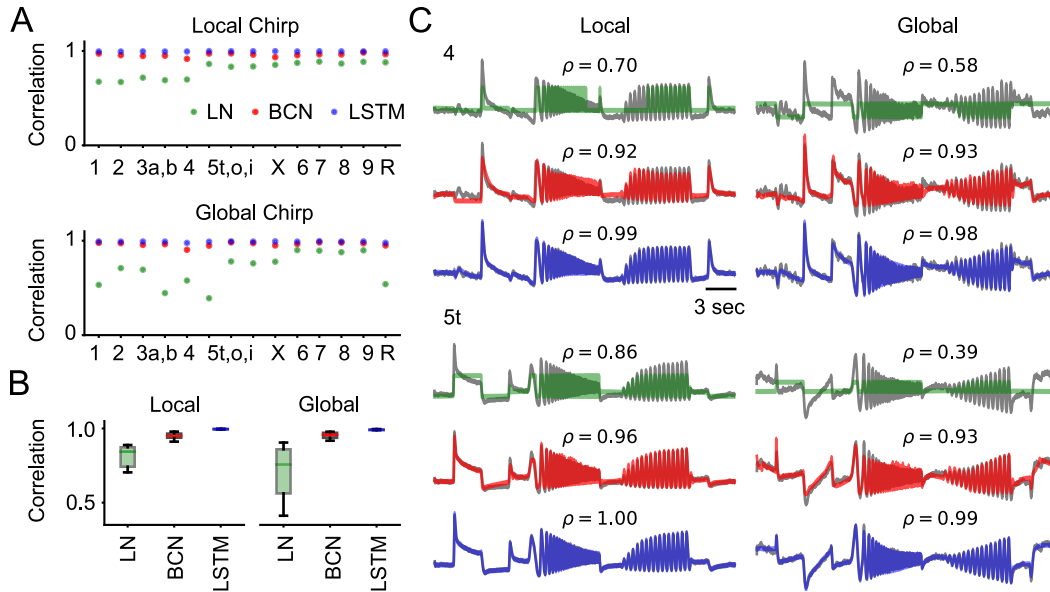 A
Local Chirp
1
Correlation
LN
BCN
LSTM
0
1 2 3a,b 4 5t,o,i X 6 7 8 9 R
Global Chirp
1
Correlation
0
1 2 3a,b 4 5t,o,i X 6 7 8 9 R
B
Local
Global
1.0
Correlation
0.5
LN
BCN
LSTM
LN
BCN
LSTM
C
Local
Global
4
ρ = 0.70
ρ = 0.58
ρ = 0.92
ρ = 0.93
ρ = 0.99
ρ = 0.98
3 sec
5t
ρ = 0.86
ρ = 0.39
ρ = 0.96
ρ = 0.93
ρ = 1.00
ρ = 0.99